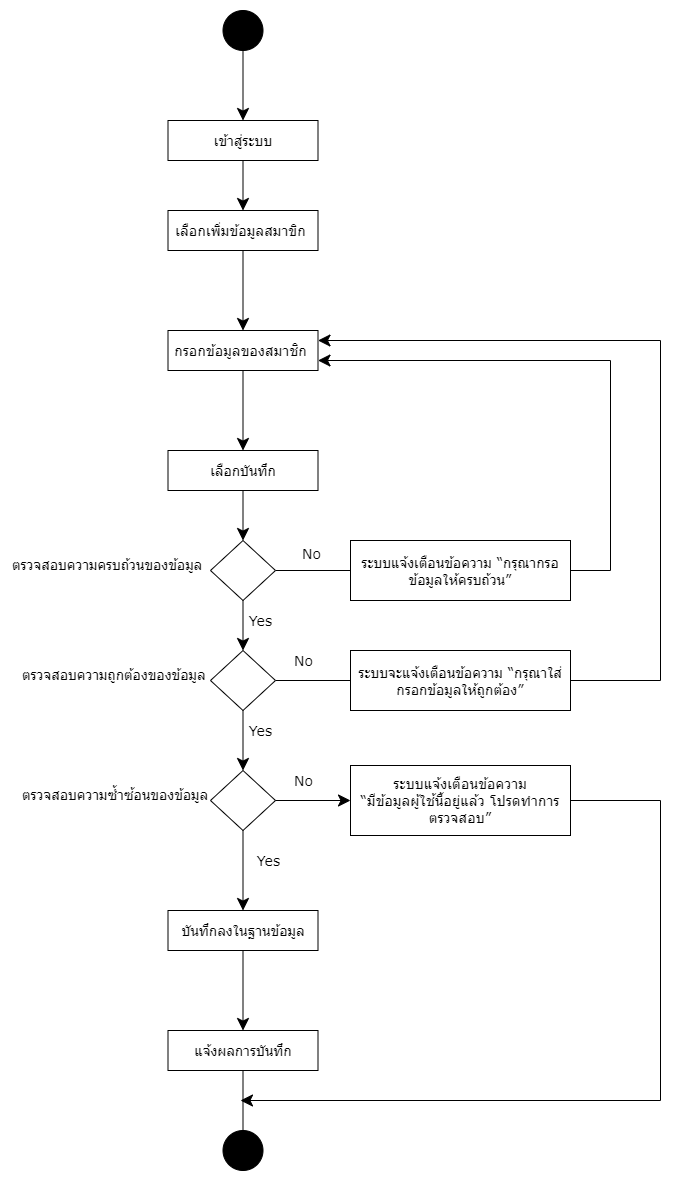 เข้าสู่ระบบ
เลือกเพิ่มข้อมูลสมาชิก
กรอกข้อมูลของสมาชิก
เลือกบันทึก
ตรวจสอบความครบถ้วนของข้อมูล
No
ระบบแจ้งเตือนข้อความ “กรุณากรอ
ข้อมูลให้ครบถ้วน”
Yes
ตรวจสอบความถูกต้องของข้อมูล
No
ระบบจะแจ้งเตือนข้อความ “กรุณาใส่
กรอกข้อมูลให้ถูกต้อง”
Yes
ตรวจสอบความซ้ำซ้อนของข้อมูล
No
ระบบแจ้งเตือนข้อความ
“มีข้อมูลผู้ใช้นี้อยู่แล้ว โปรดทำการ
ตรวจสอบ”
Yes
บันทึกลงในฐานข้อมูล
แจ้งผลการบันทึก